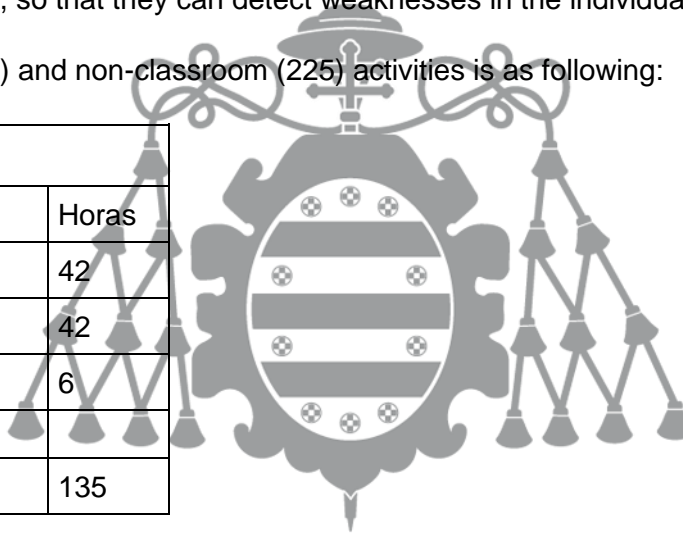 , so that they can detect weaknesses in the individual
) and non-classroom (225) activities is as following:
Horas
42
42
6
135